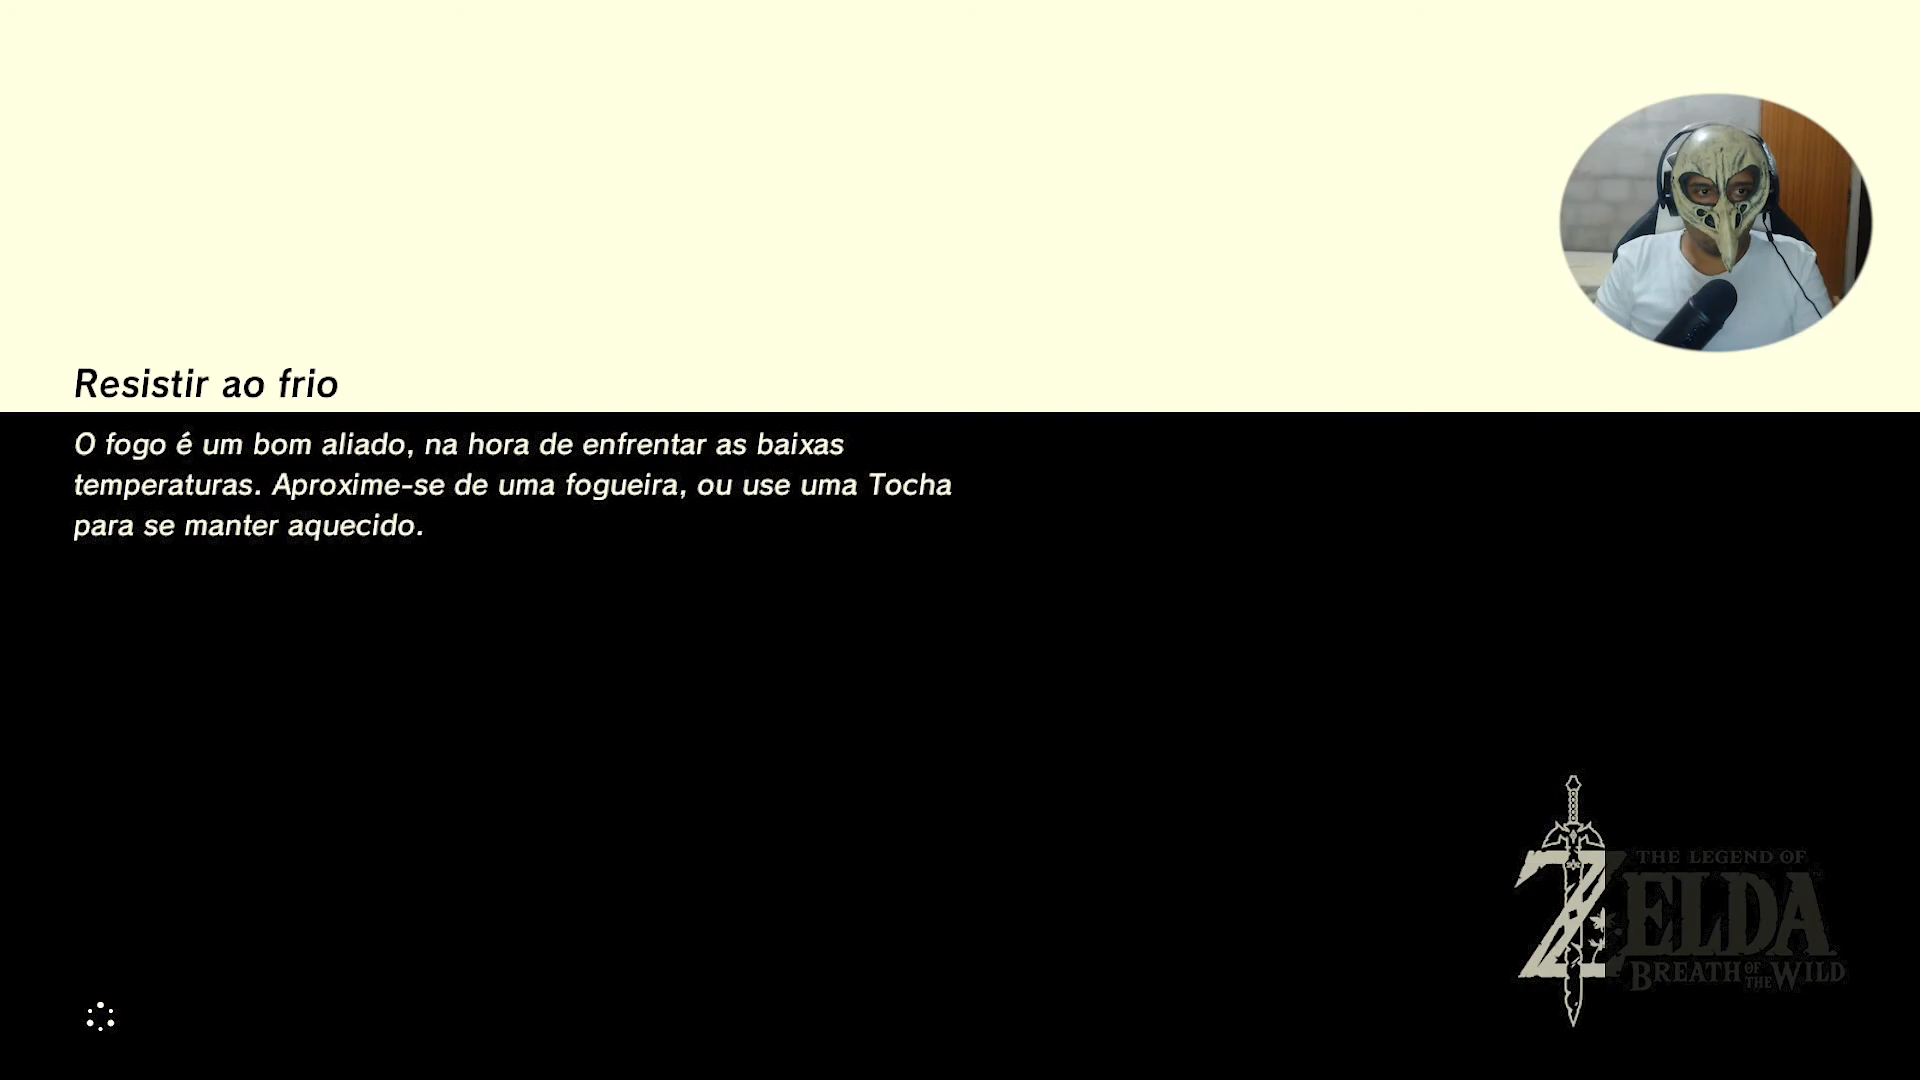 Resistir ao frio
O fogo é um bom aliado, na hora de enfrentar as baixas
temperaturas. Aproxime-se de uma fogueira, ou use uma Tocha
para se manter aquecido.
THE LEGEND OF
ZELDA
BREATH OF THE WILD